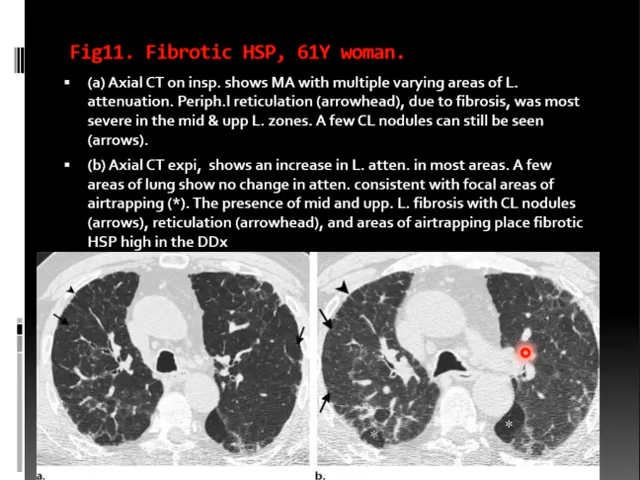 Fig11. Fibrotic HSP, 61Y woman.
(a) Axial CT on insp. shows MA with multiple varying areas of L.
attenuation. Periph.l reticulation (arrowhead), due to fibrosis, was most
severe in the mid & upp L. zones. A few CL nodules can still be seen
(arrows).
(b) Axial CT expi, shows an increase in L. atten. in most areas. A few
areas of lung show no change in atten. consistent with focal areas of
airtrapping (*). The presence of mid and upp. L. fibrosis with CL nodules
(arrows), reticulation (arrowhead), and areas of airtrapping place fibrotic
HSP high in the DDx
* *
a. b.